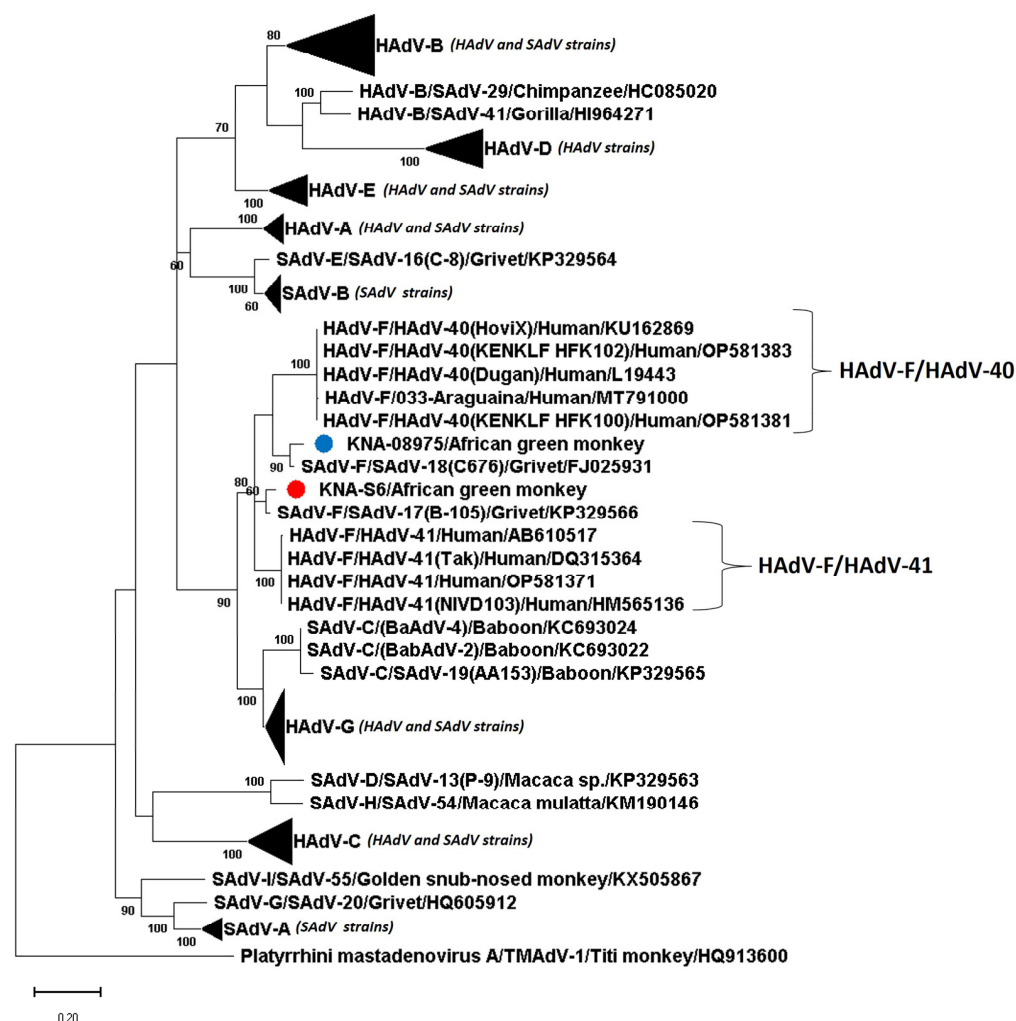 80
HAdV-B (HAdV and SAdV strains)
100
HAdV-B/SAdV-29/Chimpanzee/HC085020
HAdV-B/SAdV-41/Gorilla/HI964271
70
HAdV-D (HAdV strains)
100
HAdV-E (HAdV and SAdV strains)
100
100
HAdV-A (HAdV and SAdV strains)
60
SAdV-E/SAdV-16(C-8)/Grivet/KP329564
100
SAdV-B (SAdV strains)
60
HAdV-F/HAdV-40(HoviX)/Human/KU162869
HAdV-F/HAdV-40(KENKLF HFK102)/Human/OP581383
100
HAdV-F/HAdV-40(Dugan)/Human/L19443
HAdV-F/HAdV-40
HAdV-F/033-Araguaina/Human/MT791000
HAdV-F/HAdV-40(KENKLF HFK100)/Human/OP581381
KNA-08975/African green monkey
90
SAdV-F/SAdV-18(C676)/Grivet/FJ025931
80
60
KNA-S6/African green monkey
SAdV-F/SAdV-17(B-105)/Grivet/KP329566
HAdV-F/HAdV-41/Human/AB610517
HAdV-F/HAdV-41(Tak)/Human/DQ315364
HAdV-F/HAdV-41
100
HAdV-F/HAdV-41/Human/OP581371
90
HAdV-F/HAdV-41(NIVD103)/Human/HM565136
SAdV-C/(BaAdV-4)/Baboon/KC693024
100
SAdV-C/(BabAdV-2)/Baboon/KC693022
SAdV-C/SAdV-19(AA153)/Baboon/KP329565
100
HAdV-G (HAdV and SAdV strains)
100
SAdV-D/SAdV-13(P-9)/Macaca sp./KP329563
SAdV-H/SAdV-54/Macaca mulatta/KM190146
HAdV-C (HAdV and SAdV strains)
100
SAdV-I/SAdV-55/Golden snub-nosed monkey/KX505867
90
SAdV-G/SAdV-20/Grivet/HQ605912
100
SAdV-A (SAdV strains)
100
Platyrrhini mastadenovirus A/TMAdV-1/Titi monkey/HQ913600
0.20